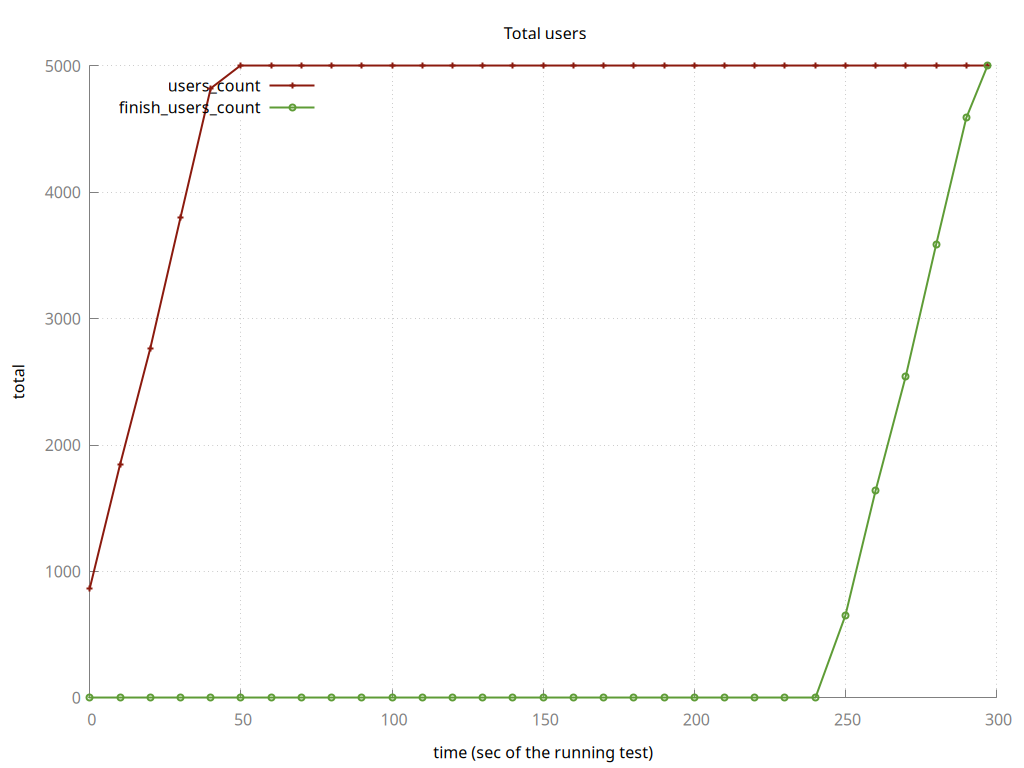 Total users
5000
users_count
finish_users_count
4000
3000
total
2000
1000
0
0 50 100 150 200 250 300
time (sec of the running test)